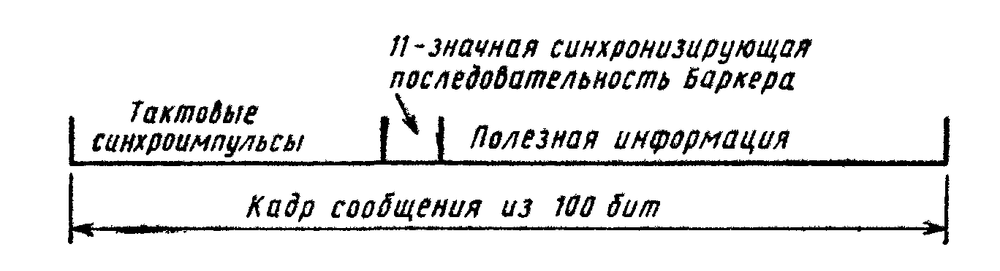 11-значная синхронизирующая
последовательность Баркера
Тактовые
синхроимпульсы
Полезная информация
Кадр сообщения из 100 бит